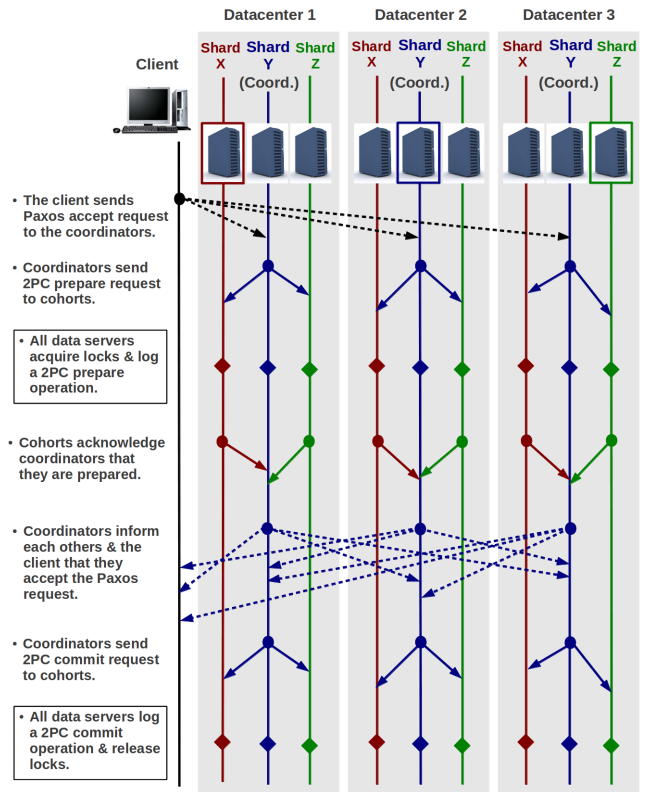 Datacenter 1
Datacenter 2
Datacenter 3
Client
Shard X
Shard Y
(Coord.)
Shard Z
Shard X
Shard Y
(Coord.)
Shard Z
Shard X
Shard Y
(Coord.)
Shard Z
• The client sends
Paxos accept request
to the coordinators.
• Coordinators send
2PC prepare request
to cohorts.
• All data servers
acquire locks & log
a 2PC prepare
operation.
• Cohorts acknowledge
coordinators that
they are prepared.
• Coordinators inform
each others & the
client that they
accept the Paxos
request.
• Coordinators send
2PC commit request
to cohorts.
• All data servers log
a 2PC commit
operation & release
locks.